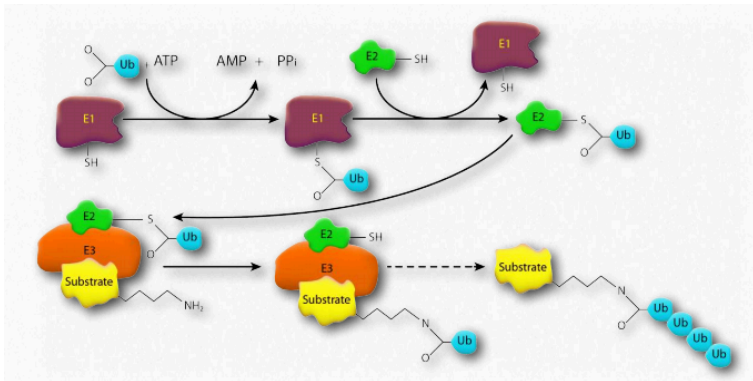 O
O
Ub
+ ATP
AMP + PPi
E2
SH
E1
SH
E1
SH
E1
S
O
Ub
E2
S
O
Ub
E2
S
O
Ub
E3
Substrate
NH₂
E2
SH
E3
Substrate
N
O
Ub
Substrate
N
O
Ub
Ub
Ub
Ub